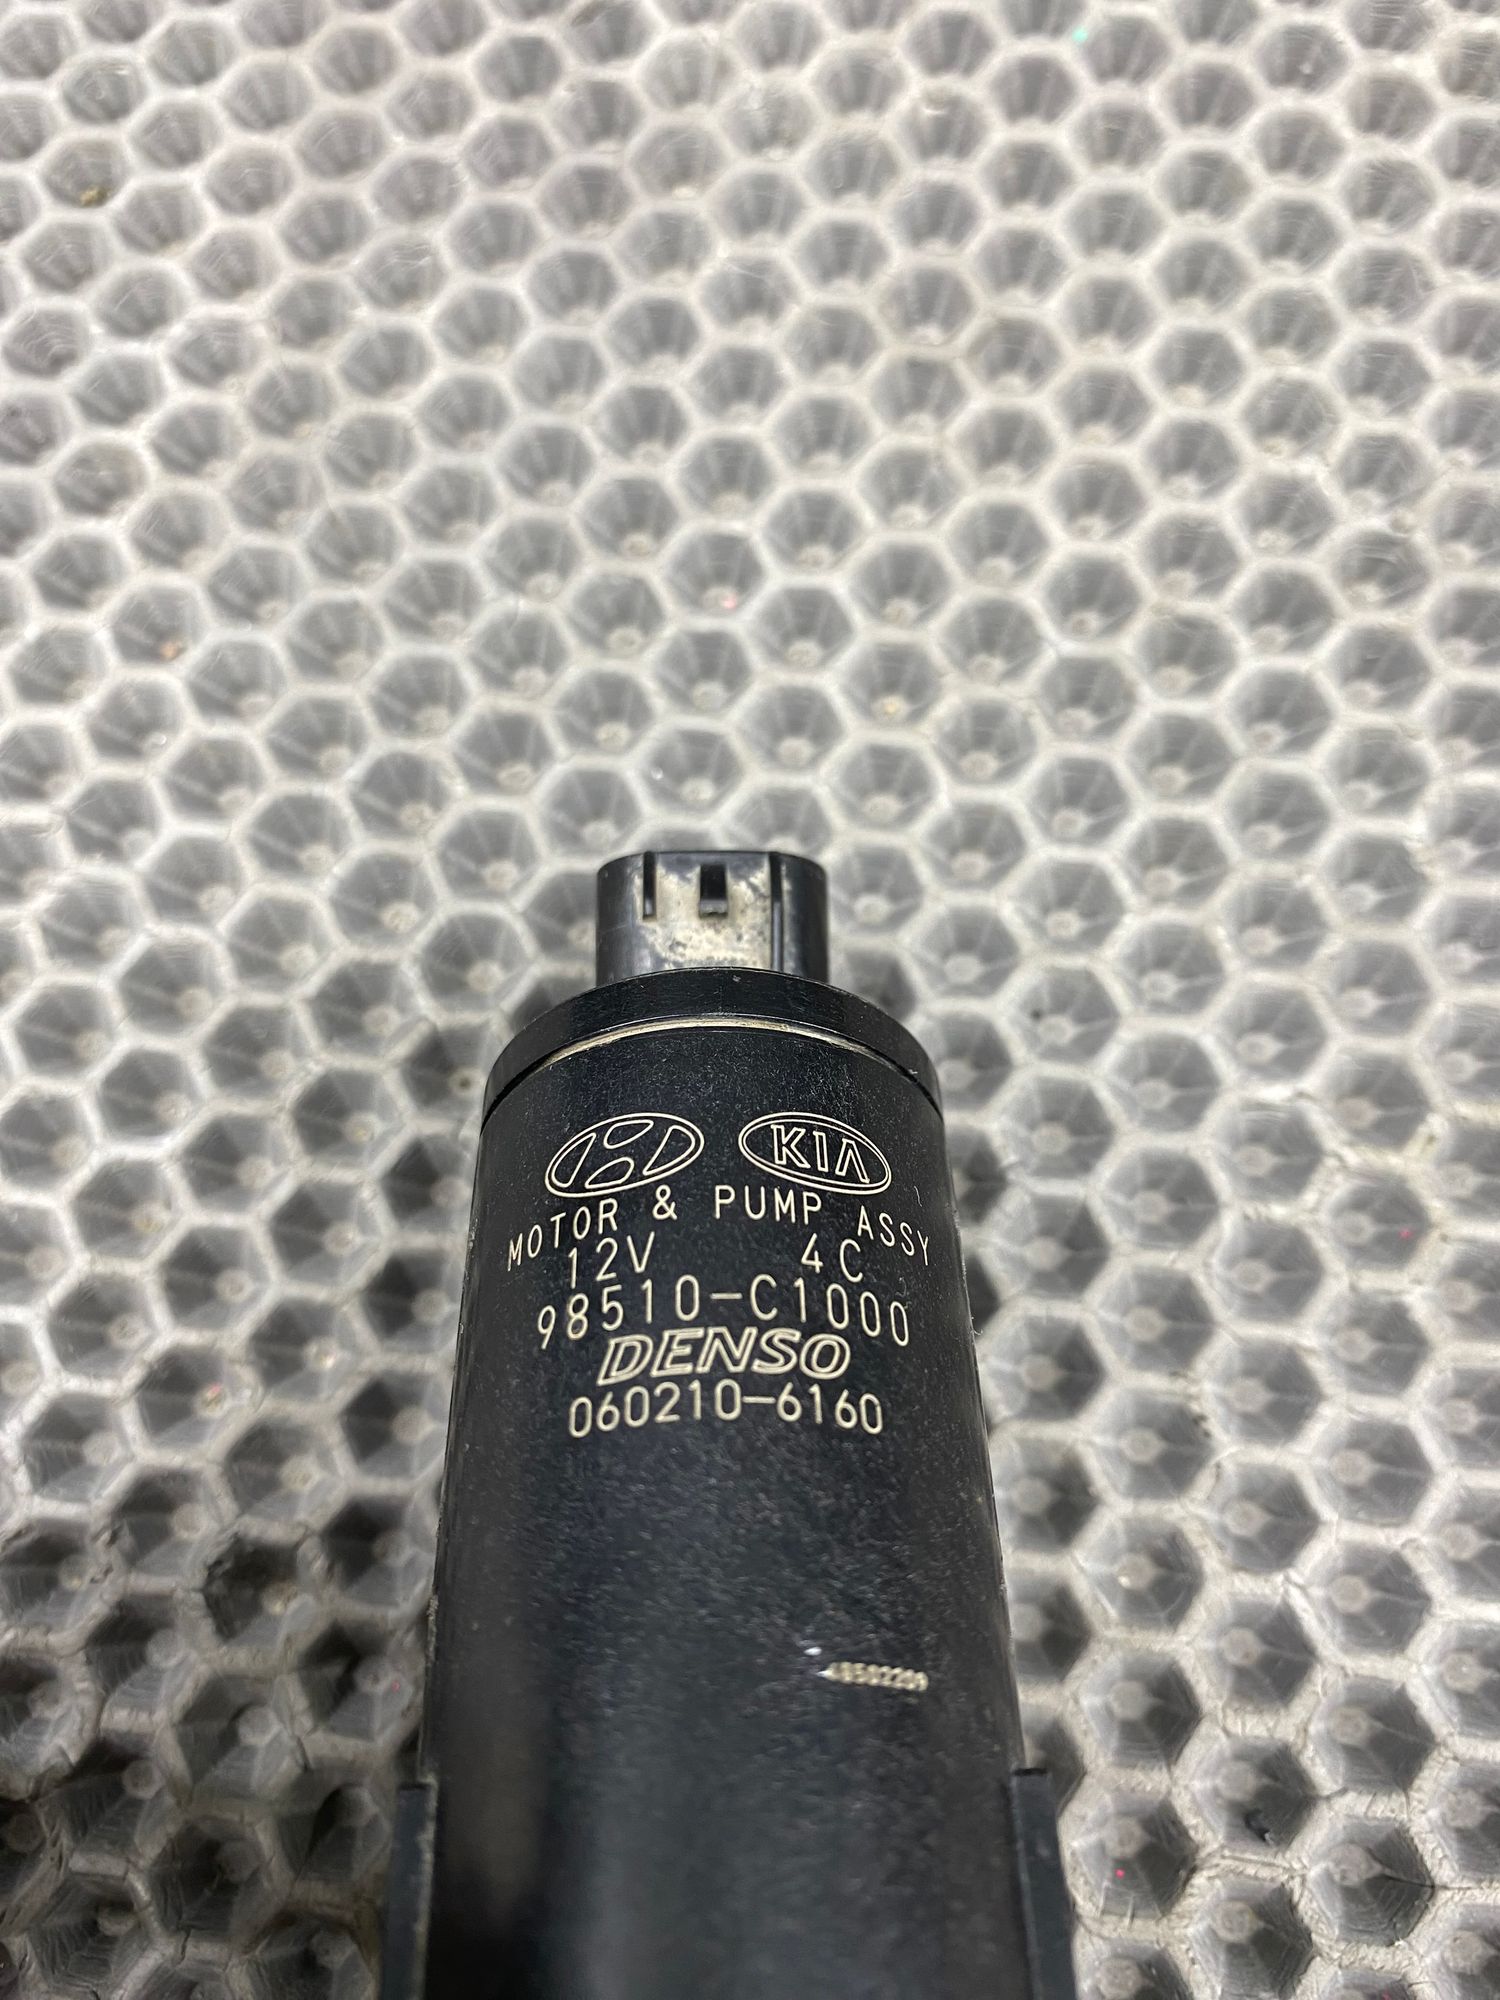 KIA
MOTOR & PUMP ASSY
12V 4C
98510-C1000
DENSO
060210-6160